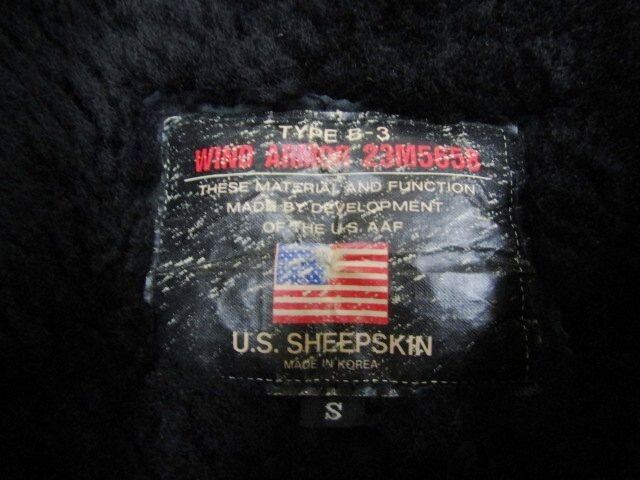 TYPE B-3
WIND ARMOR 23M5658
THESE MATERIAL AND FUNCTION
MADE BY DEVELOPMENT
OF THE U.S. AAF
U.S. SHEEPSKIN
MADE IN KOREA
S